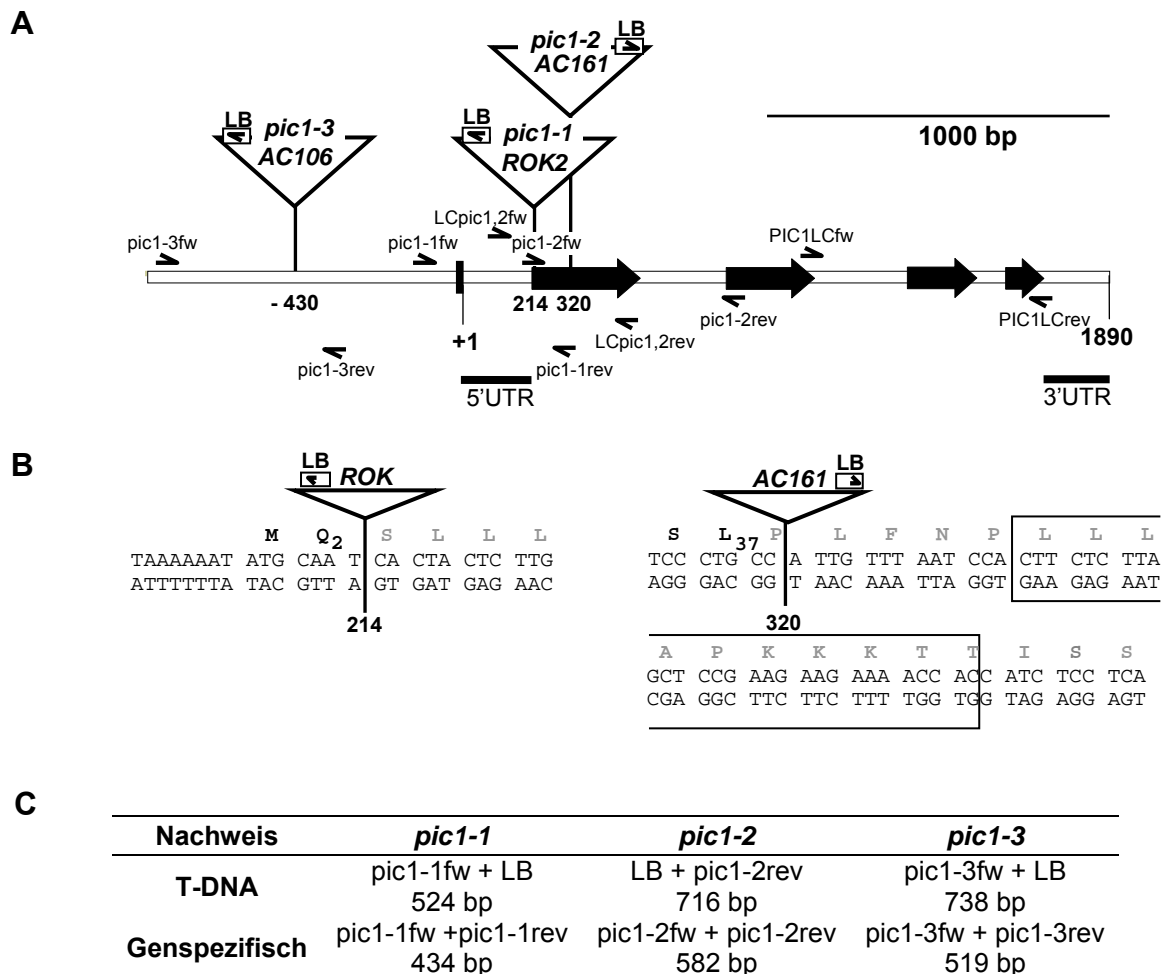 A
LB
pic1-2
AC161
LB
pic1-3
AC106
LB
pic1-1
ROK2
1000 bp
pic1-3fw
pic1-1fw
LCpic1,2fw
pic1-2fw
PIC1LCfw
- 430
214
320
+1
pic1-3rev
pic1-1rev
LCpic1,2rev
pic1-2rev
PIC1LCrev
1890
5'UTR
3'UTR
B
LB
ROK
M Q2 S L L L
TAAAAAAT ATG CAA T CA CTA CTC TTG
ATTTTTTA TAC GTT A GT GAT GAG AAC
214
AC161
LB
S L37 P L F N P L L L
TCC CTG CC A TTG TTT AAT CCA CTT CTC TTA
AGG GAC GG T AAC AAA TTA GGT GAA GAG AAT
320
A P K K K T T I S S
GCT CCG AAG AAG AAA ACC ACC ATC TCC TCA
CGA GGC TTC TTC TTT TGG TGG TAG AGG AGT
C
Nachweis pic1-1 pic1-2 pic1-3
T-DNA
pic1-1fw + LB LB + pic1-2rev pic1-3fw + LB
524 bp 716 bp 738 bp
Genspezifisch
pic1-1fw +pic1-1rev pic1-2fw + pic1-2rev pic1-3fw + pic1-3rev
434 bp 582 bp 519 bp